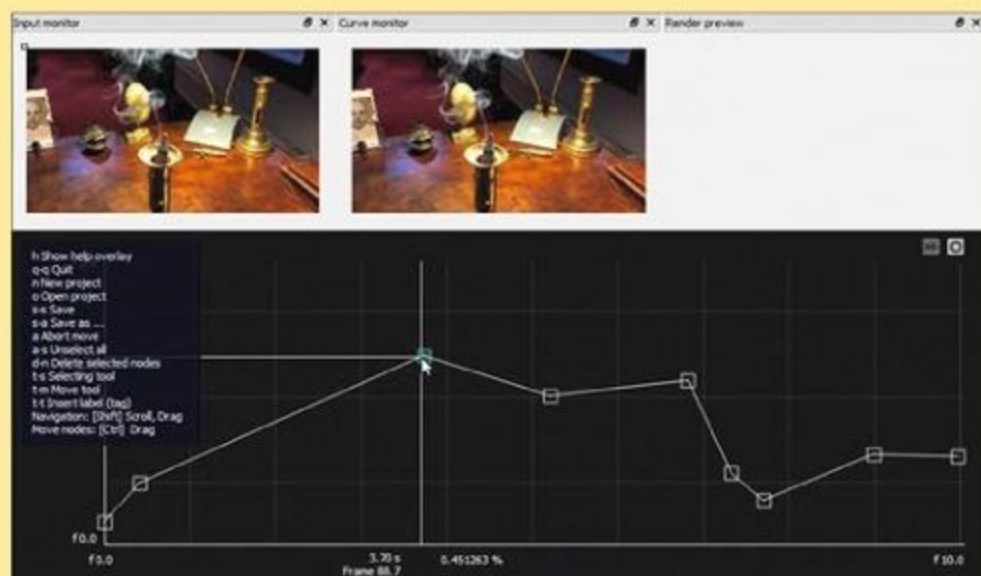 Input monitor
Curve monitor
Render preview
h Show help overlay
q-q Quit
n New project
o Open project
s-s Save
s-a Save as ...
a Abort move
a-s Unselect all
d-n Delete selected nodes
t-s Selecting tool
t-m Move tool
t-t Insert label (tag)
Navigation: [Shift] Scroll, Drag
Move nodes: [Ctrl] Drag
f0.0
f0.0
3.70 s
0.451263 %
f10.0
Frame 88.7